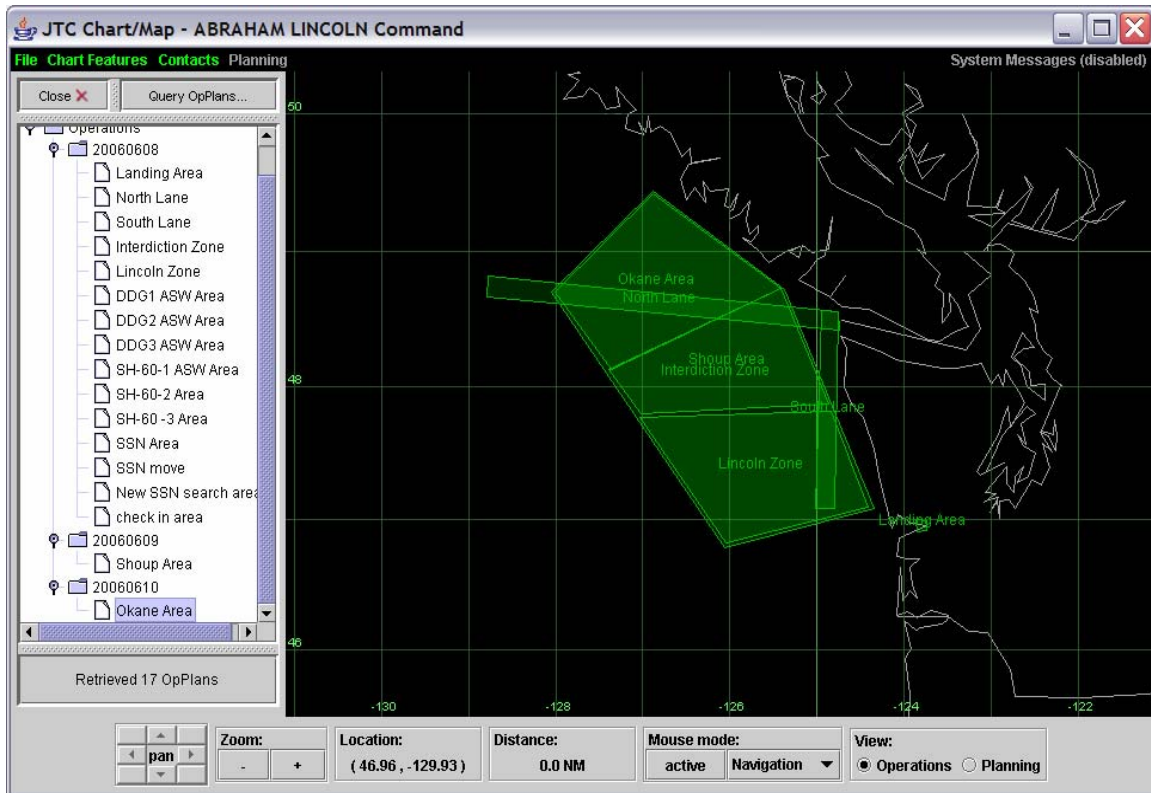 JTC Chart/Map - ABRAHAM LINCOLN Command
File Chart Features Contacts Planning
System Messages (disabled)
Close
Query OpPlans...
Operations
20060608
Landing Area
North Lane
South Lane
Interdiction Zone
Lincoln Zone
DDG1 ASW Area
DDG2 ASW Area
DDG3 ASW Area
SH-60-1 ASW Area
SH-60-2 Area
SH-60 -3 Area
SSN Area
SSN move
New SSN search area
check in area
20060609
Shoup Area
20060610
Okane Area
Retrieved 17 OpPlans
50
Okane Area
North Lane
Shoup Area
Interdiction Zone
48
South Lane
Lincoln Zone
Landing Area
46
-130 -128 -126 -124 -122
pan
Zoom:
- +
Location:
( 46.96 , -129.93 )
Distance:
0.0 NM
Mouse mode:
active Navigation
View:
Operations Planning